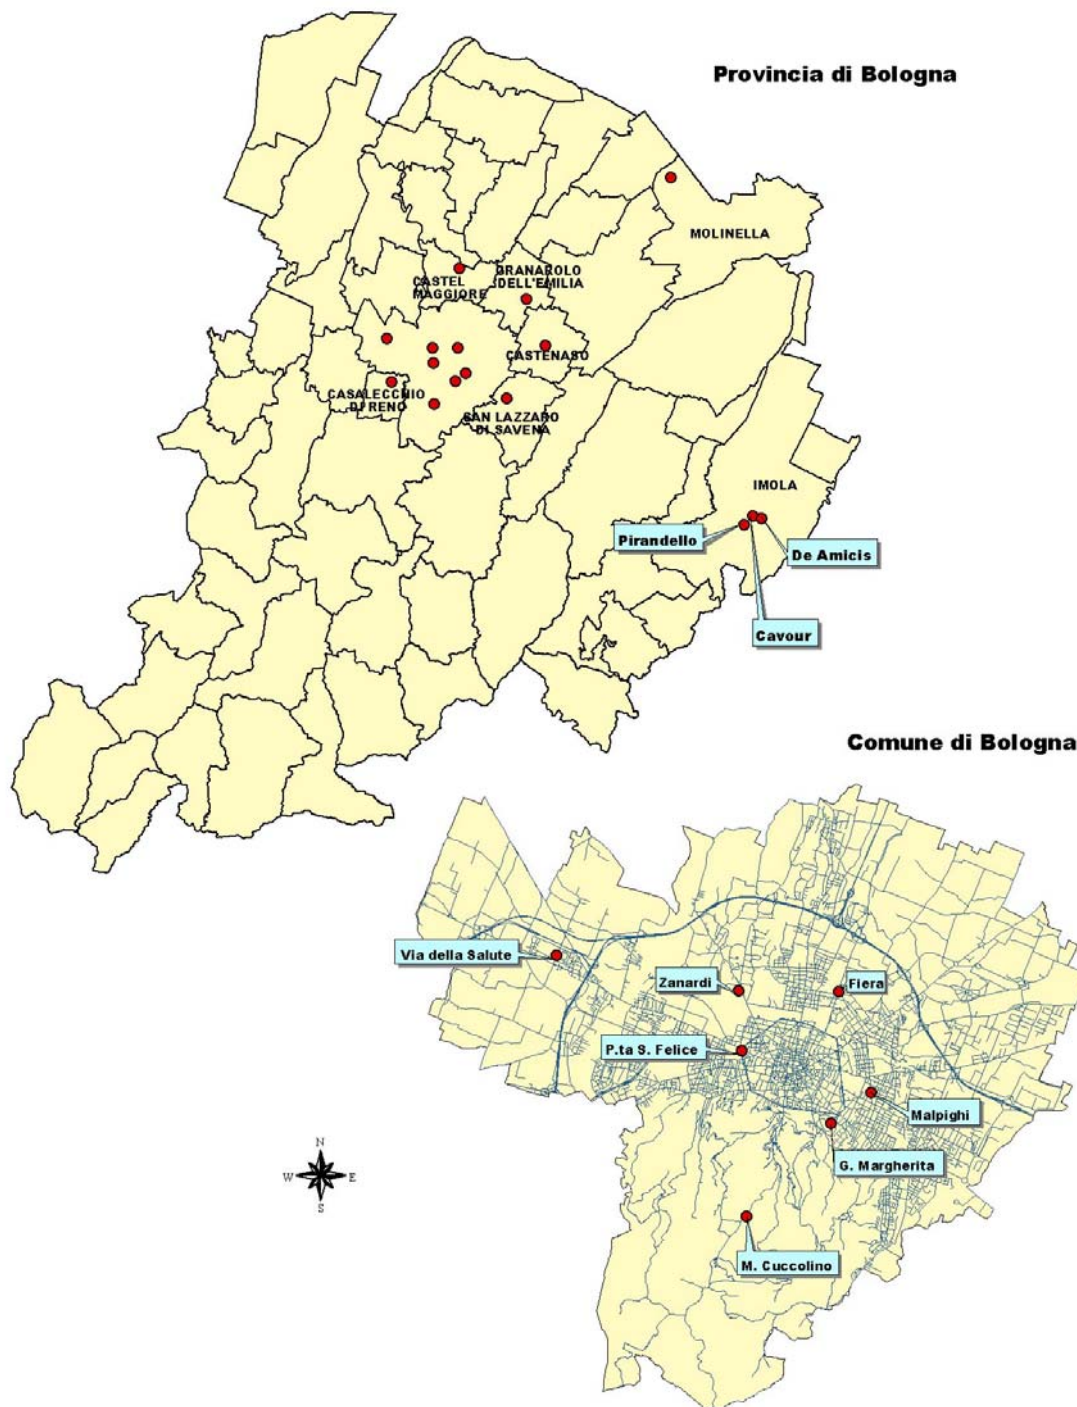 Provincia di Bologna
MOLINELLA
GRANAROLO
DELL'EMILIA
CASTEL
MAGGIORE
CASTENASO
CASALECCHIO
DI RENO
SAN LAZZARO
DI SAVENA
IMOLA
Pirandello
De Amicis
Cavour
Comune di Bologna
Via della Salute
Zanardi
Fiera
P.ta S. Felice
Malpighi
G. Margherita
M. Cuccolino
N
W
E
S